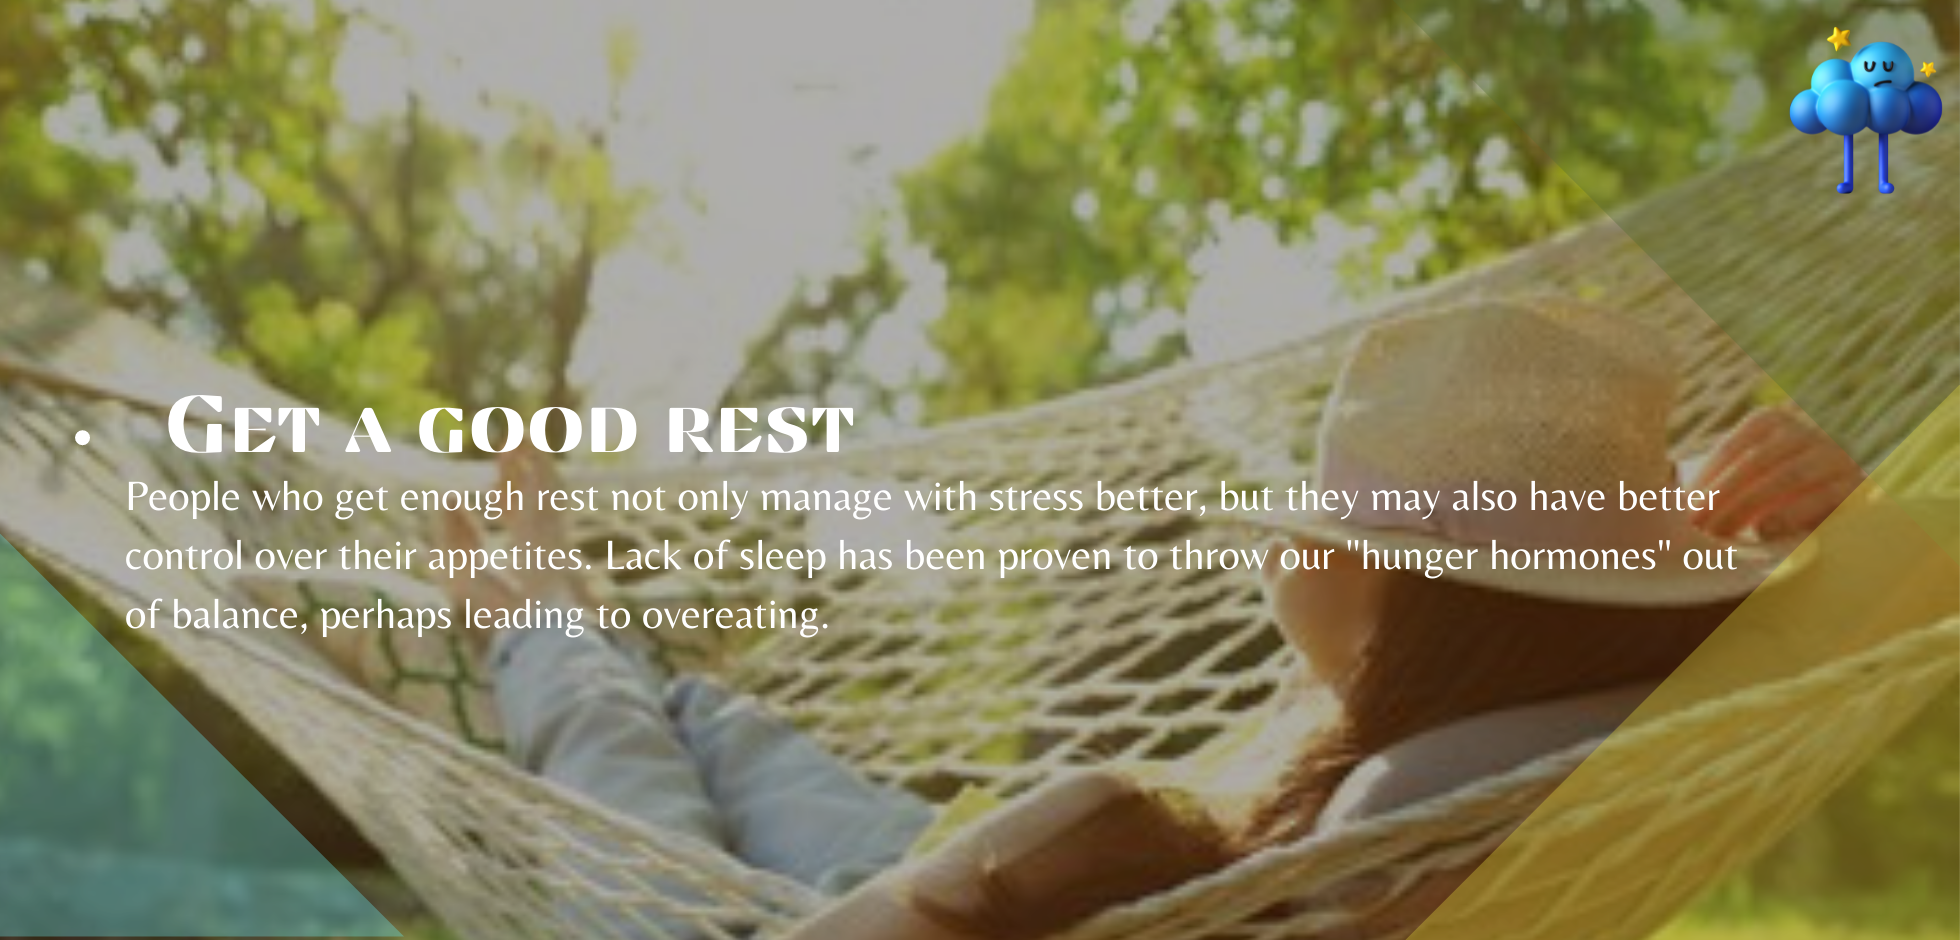 • Get a good rest
People who get enough rest not only manage with stress better, but they may also have better
control over their appetites. Lack of sleep has been proven to throw our "hunger hormones" out
of balance, perhaps leading to overeating.